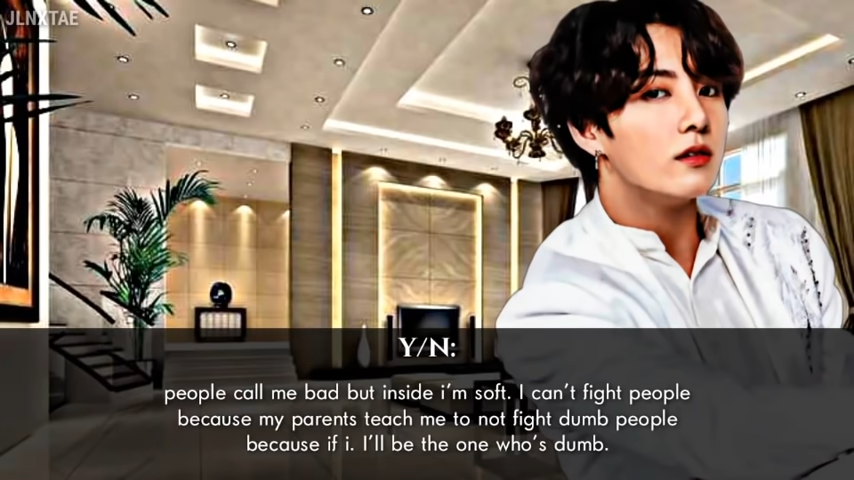 JLNXTAE
Y/N:
people call me bad but inside i'm soft. I can't fight people
because my parents teach me to not fight dumb people
because if i. I'll be the one who's dumb.